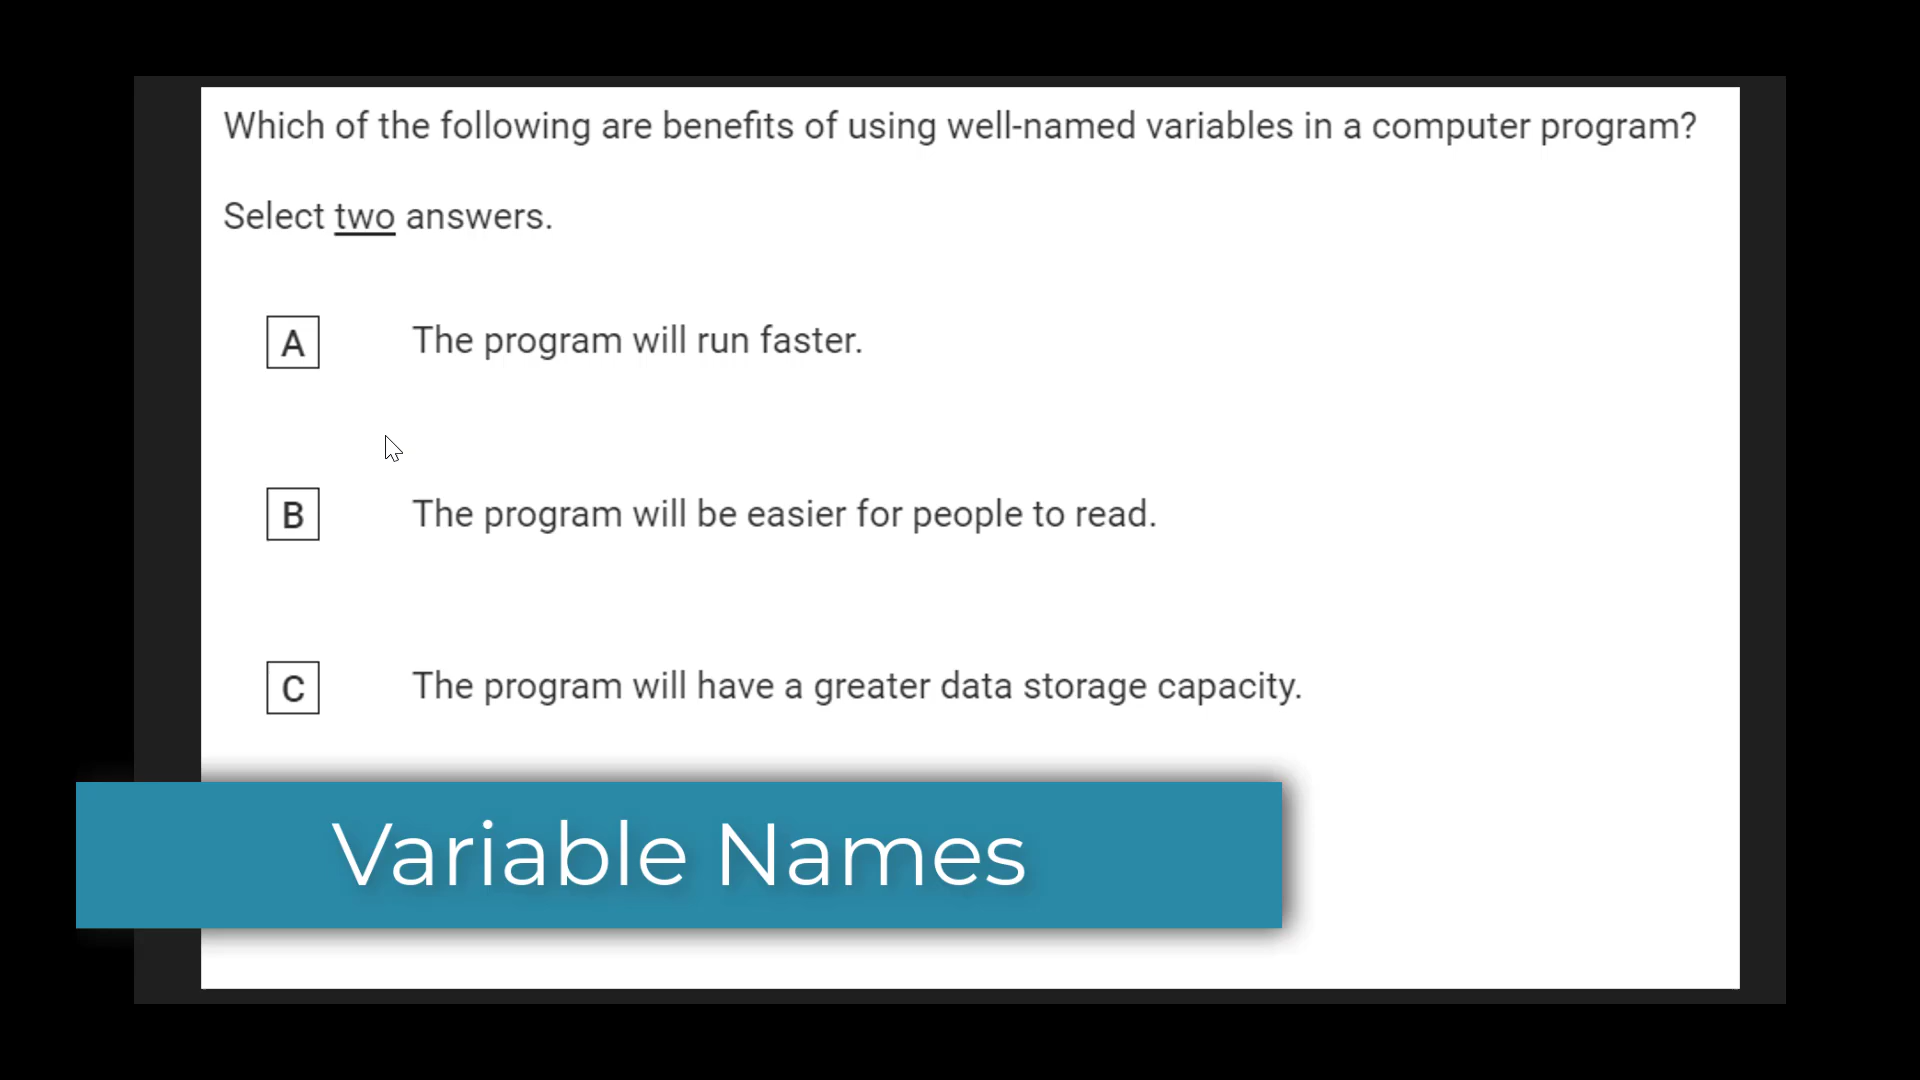 Which of the following are benefits of using well-named variables in a computer program?
Select two answers.
A The program will run faster.
B The program will be easier for people to read.
C The program will have a greater data storage capacity.
Variable Names